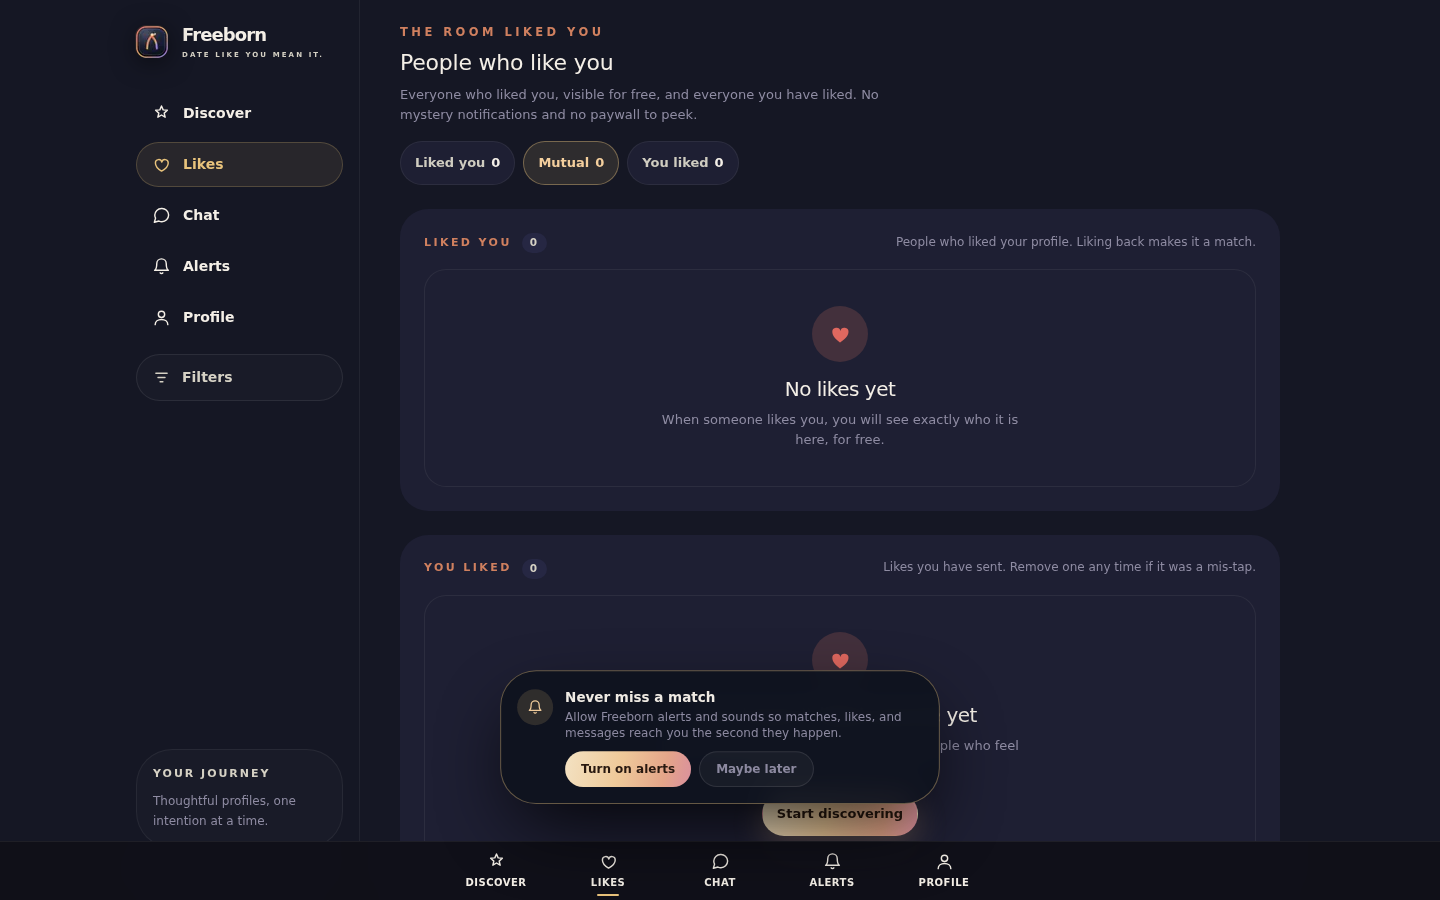 Freeborn
DATE LIKE YOU MEAN IT.
Discover
Likes
Chat
Alerts
Profile
Filters
YOUR JOURNEY
Thoughtful profiles, one
intention at a time.
THE ROOM LIKED YOU
People who like you
Everyone who liked you, visible for free, and everyone you have liked. No
mystery notifications and no paywall to peek.
Liked you 0
Mutual 0
You liked 0
LIKED YOU 0
People who liked your profile. Liking back makes it a match.
No likes yet
When someone likes you, you will see exactly who it is
here, for free.
YOU LIKED 0
Likes you have sent. Remove one any time if it was a mis-tap.
yet
ple who feel
Never miss a match
Allow Freeborn alerts and sounds so matches, likes, and
messages reach you the second they happen.
Turn on alerts
Maybe later
Start discovering
DISCOVER
LIKES
CHAT
ALERTS
PROFILE